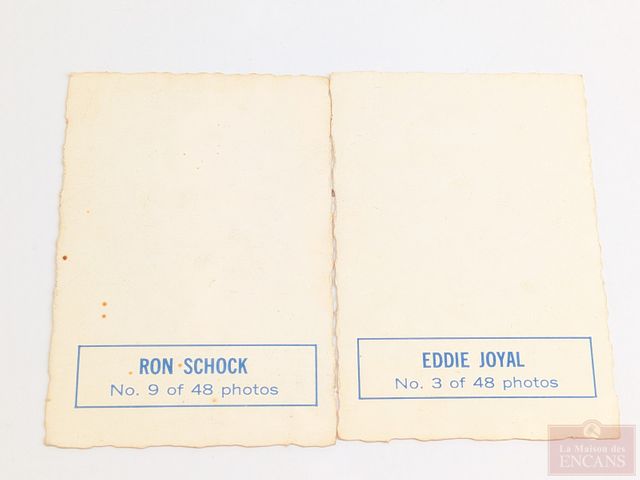 RON SCHOCK
No. 9 of 48 photos
EDDIE JOYAL
No. 3 of 48 photos
La Maison des
ENCANS